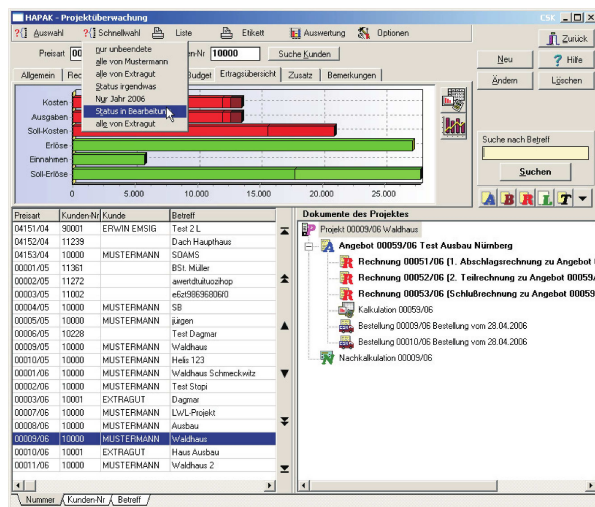 HAPAK - Projektüberwachung CSK
?{} Auswahl ?{} Schnellwahl Liste Etikett Auswertung Optionen Zurück
nur unbeendete
alle von Mustermann
alle von Extragut
Status irgendwas
Nur Jahr 2006
Status in Bearbeitung
alle von Extragut
Preisart 10000 Suche Kunden
Neu Hilfe
Ändern Löschen
Allgemein Budget Ertragsübersicht Zusatz Bemerkungen
Kosten
Ausgaben
Soll-Kosten
Erlöse
Einnahmen
Soll-Erlöse
0 5.000 10.000 15.000 20.000 25.000
Suche nach Betreff
Suchen
A B R L T
Preisart Kunden-Nr Kunde Betreff
04151/04 90001 ERWIN EMSIG Test 2 L
04152/04 11239 Dach Haupthaus
04153/04 10000 MUSTERMANN SOAMS
00001/05 11361 BSt. Müller
00002/05 11272 awertdtuituozihop
00003/05 11002
00004/05 10000 MUSTERMANN SB
00005/05 10000 MUSTERMANN jürgen
00006/05 10228 Test Dagmar
00009/05 10000 MUSTERMANN Waldhaus
00010/05 10000 MUSTERMANN Helis 123
00001/06 10000 MUSTERMANN Waldhaus Schmeckwitz
00002/06 10000 MUSTERMANN Test Stopi
00003/06 10001 EXTRAGUT Dagmar
00007/06 10000 MUSTERMANN LWL-Projekt
00008/06 10000 MUSTERMANN Ausbau
00009/06 10000 MUSTERMANN Waldhaus
00010/06 10001 EXTRAGUT Haus Ausbau
00011/06 10000 MUSTERMANN Waldhaus 2
Nummer Kunden-Nr Betreff
Dokumente des Projektes
Projekt 00009/06 Waldhaus
Angebot 00059/06 Test Ausbau Nürnberg
Rechnung 00051/06 [1. Abschlagsrechnung zu Angebot
Rechnung 00052/06 [2. Teilrechnung zu Angebot 00059/
Rechnung 00053/06 [Schlußrechnung zu Angebot 00059
Kalkulation 00059/06
Bestellung 00009/06 Bestellung vom 28.04.2006
Bestellung 00010/06 Bestellung vom 28.04.2006
Nachkalkulation 00009/06